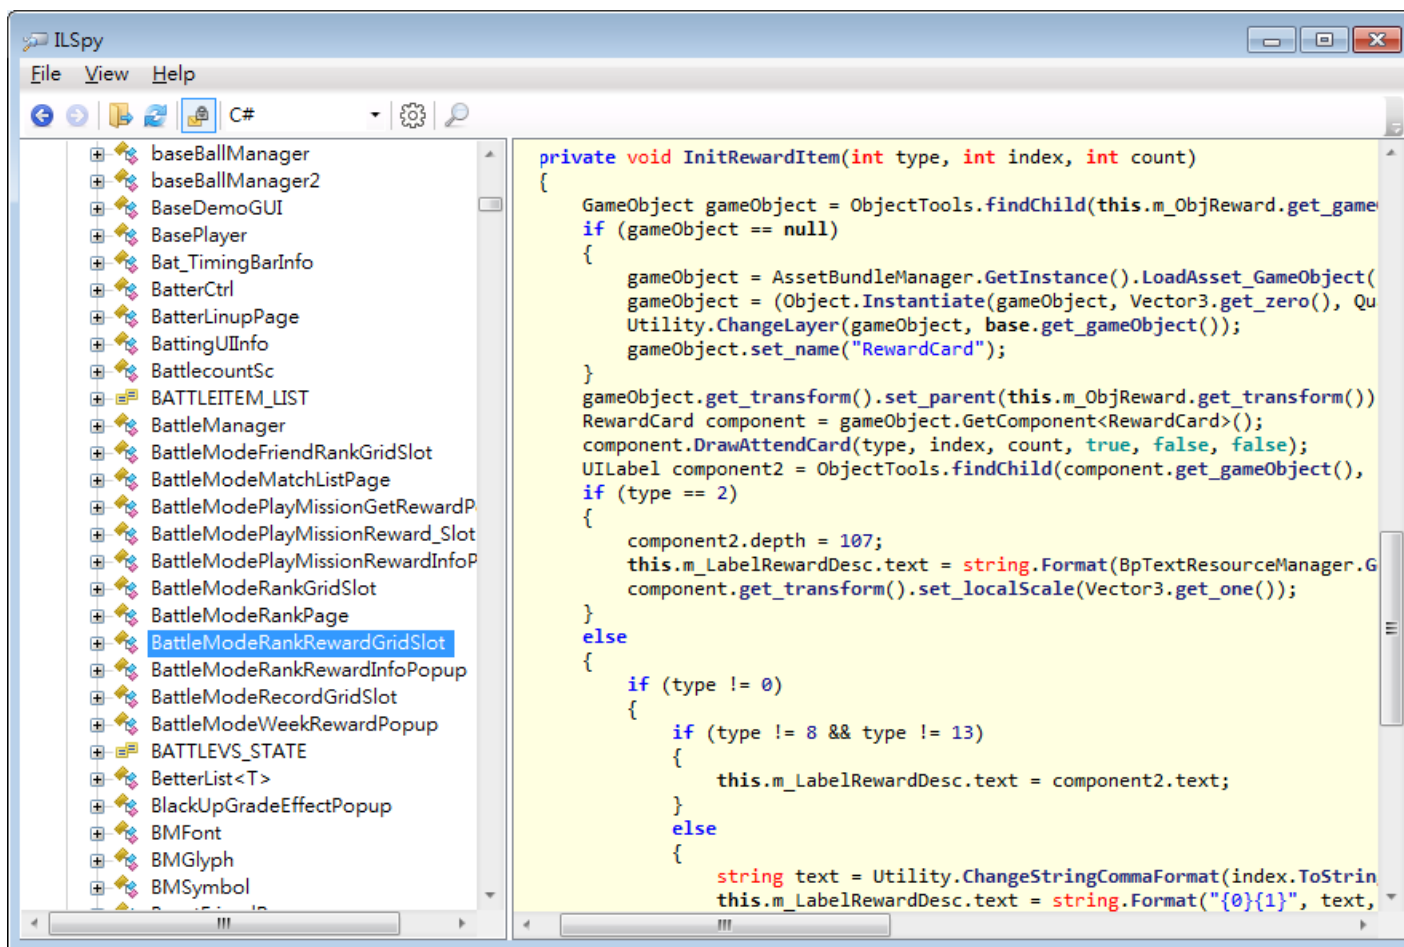 ILSpy
File View Help
C#
baseBallManager
baseBallManager2
BaseDemoGUI
BasePlayer
Bat_TimingBarInfo
BatterCtrl
BatterLinupPage
BattingUIInfo
BattlecountSc
BATTLEITEM_LIST
BattleManager
BattleModeFriendRankGridSlot
BattleModeMatchListPage
BattleModePlayMissionGetRewardP
BattleModePlayMissionReward_Slot
BattleModePlayMissionRewardInfoP
BattleModeRankGridSlot
BattleModeRankPage
BattleModeRankRewardGridSlot
BattleModeRankRewardInfoPopup
BattleModeRecordGridSlot
BattleModeWeekRewardPopup
BATTLEVS_STATE
BetterList<T>
BlackUpGradeEffectPopup
BMFont
BMGlyph
BMSymbol
private void InitRewardItem(int type, int index, int count)
{
GameObject gameObject = ObjectTools.findChild(this.m_ObjReward.get_game
if (gameObject == null)
{
gameObject = AssetBundleManager.GetInstance().LoadAsset_GameObject(
gameObject = (Object.Instantiate(gameObject, Vector3.get_zero(), Qu
Utility.ChangeLayer(gameObject, base.get_gameObject());
gameObject.set_name("RewardCard");
}
gameObject.get_transform().set_parent(this.m_ObjReward.get_transform())
RewardCard component = gameObject.GetComponent<RewardCard>();
component.DrawAttendCard(type, index, count, true, false, false);
UILabel component2 = ObjectTools.findChild(component.get_gameObject(),
if (type == 2)
{
component2.depth = 107;
this.m_LabelRewardDesc.text = string.Format(BpTextResourceManager.G
component.get_transform().set_localScale(Vector3.get_one());
}
else
{
if (type != 0)
{
if (type != 8 && type != 13)
{
this.m_LabelRewardDesc.text = component2.text;
}
else
{
string text = Utility.ChangeStringCommaFormat(index.ToStrin
this.m_LabelRewardDesc.text = string.Format("{0}{1}", text,